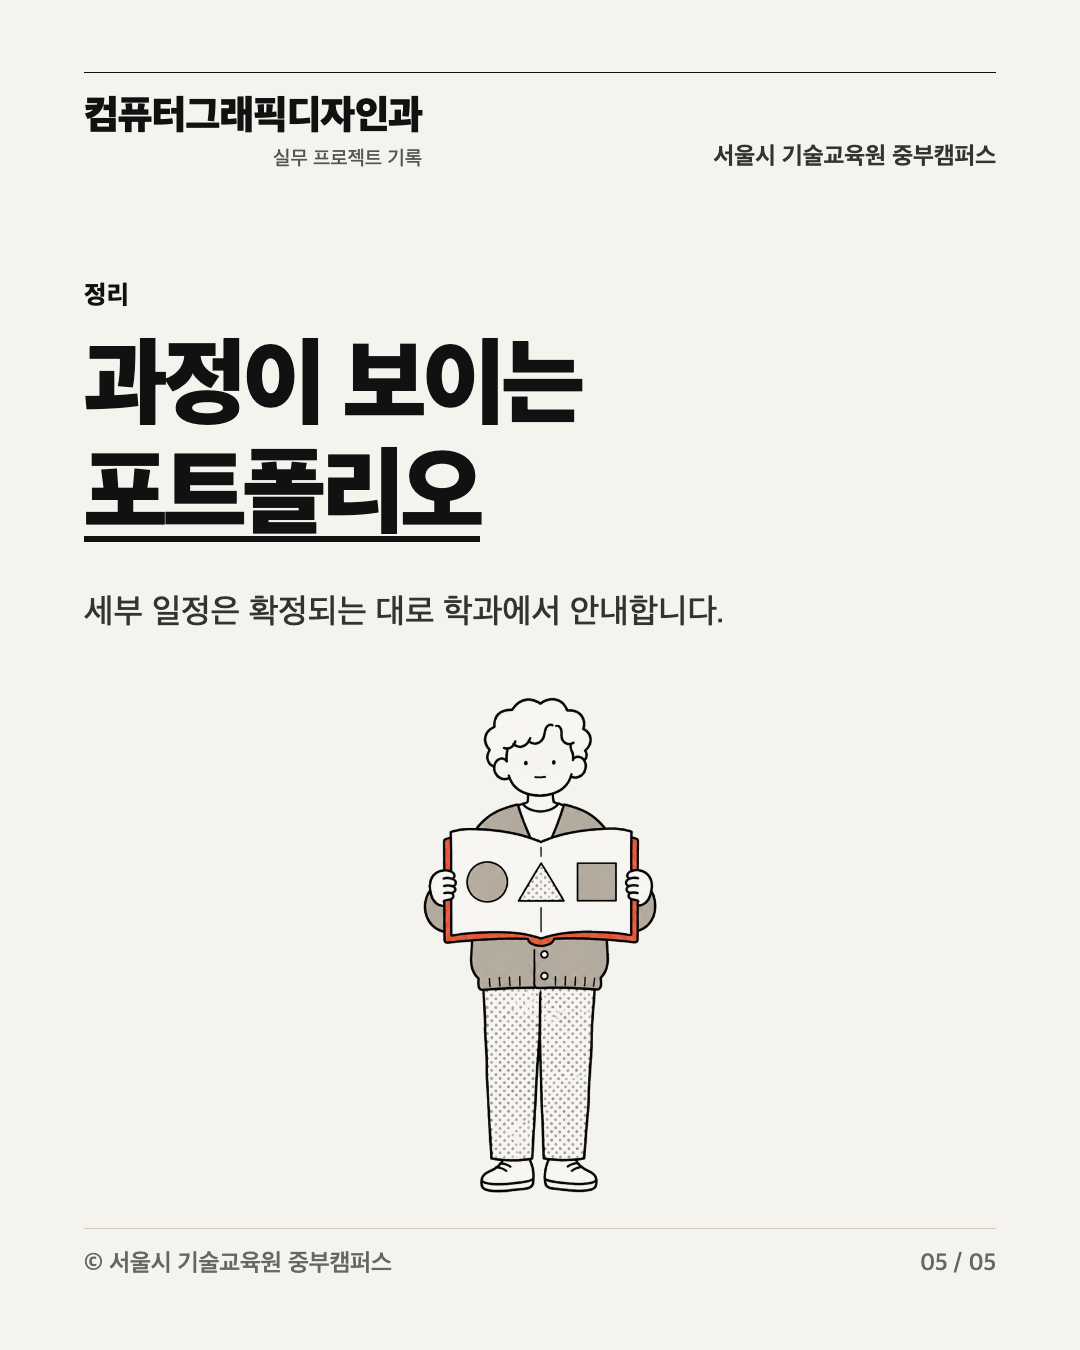 컴퓨터그래픽디자인과
실무 프로젝트 기록
서울시 기술교육원 중부캠퍼스
정리
과정이 보이는
포트폴리오
세부 일정은 확정되는 대로 학과에서 안내합니다.
© 서울시 기술교육원 중부캠퍼스
05 / 05